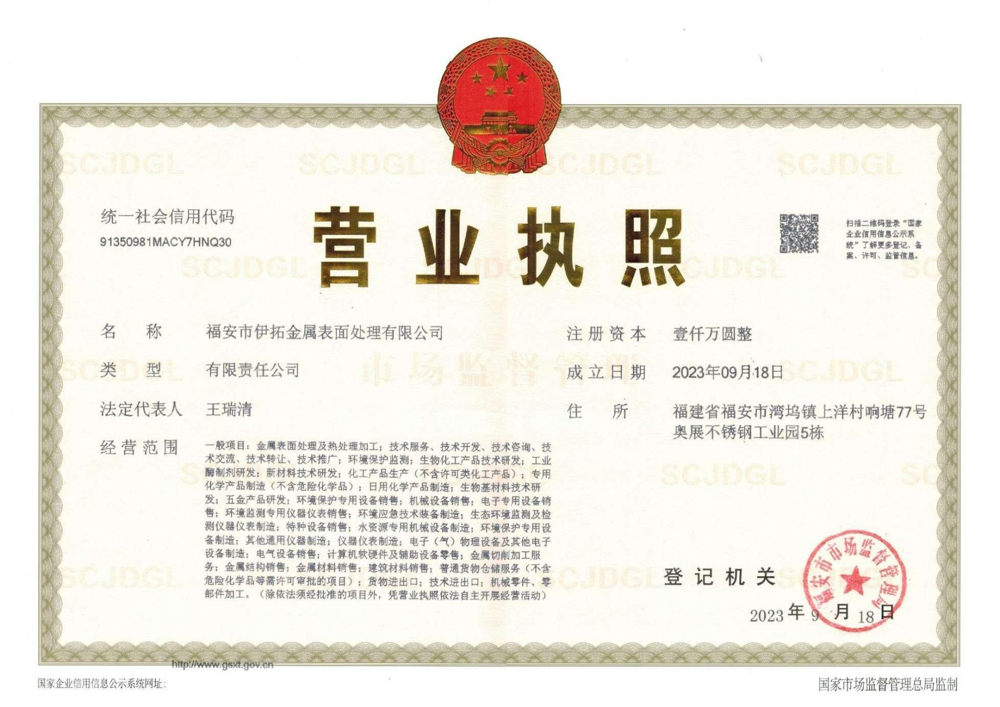 统一社会信用代码
91350981MACY7HNQ30
营业执照
扫描二维码登录“国家
企业信用信息公示系
统”了解更多登记、备
案、许可、监管信息。
名 称 福安市伊拓金属表面处理有限公司
类 型 有限责任公司
法定代表人 王瑞清
经营范围 一般项目：金属表面处理及热处理加工；技术服务、技术开发、技术咨询、技
术交流、技术转让、技术推广；环境保护监测；生物化工产品技术研发；工业
酶制剂研发；新材料技术研发；化工产品生产（不含许可类化工产品）；专用
化学产品制造（不含危险化学品）；日用化学产品制造；生物基材料技术研
发；五金产品研发；环境保护专用设备销售；机械设备销售；电子专用设备销
售；环境监测专用仪器仪表销售；环境应急技术装备制造；生态环境监测及检
测仪器仪表制造；特种设备销售；水资源专用机械设备制造；环境保护专用设
备制造；其他通用仪器制造；仪器仪表制造；电子（气）物理设备及其他电子
设备制造；电气设备销售；计算机软硬件及辅助设备零售；金属切削加工服
务；金属结构销售；金属材料销售；建筑材料销售；普通货物仓储服务（不含
危险化学品等需许可审批的项目）；货物进出口；技术进出口；机械零件、零
部件加工。（除依法须经批准的项目外，凭营业执照依法自主开展经营活动）
注册资本 壹仟万圆整
成立日期 2023年09月18日
住 所 福建省福安市湾坞镇上洋村响塘77号
奥展不锈钢工业园5栋
登记机关
福安市市场监督管理局
2023年9月18日
http://www.gsxt.gov.cn
国家企业信用信息公示系统网址：
国家市场监督管理总局监制
SCJDGL
市场监督管理